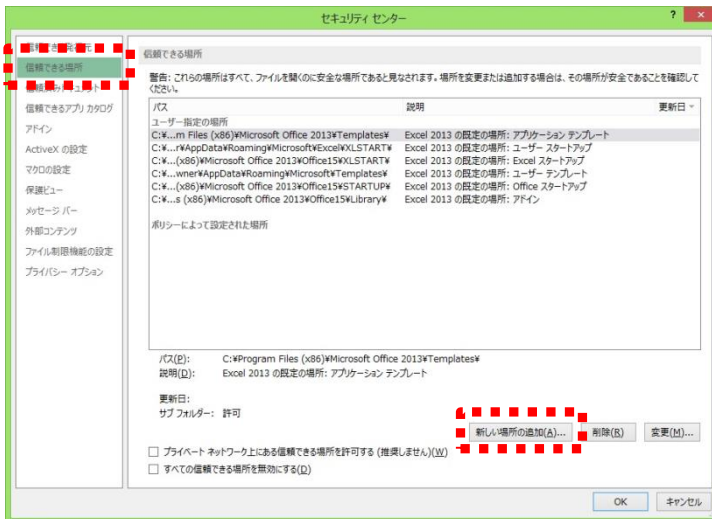 セキュリティ センター
?
信頼できる場所
信頼できるアプリ カタログ
アドイン
ActiveX の設定
マクロの設定
保護ビュー
メッセージ バー
外部コンテンツ
ファイル制限機能の設定
プライバシー オプション
信頼できる場所
警告: これらの場所はすべて、ファイルを開くのに安全な場所であると見なされます。場所を変更または追加する場合は、その場所が安全であることを確認して
ください。
パス 説明 更新日
ユーザー指定の場所
C:¥...m Files (x86)¥Microsoft Office 2013¥Templates¥ Excel 2013 の既定の場所: アプリケーション テンプレート
C:¥...r¥AppData¥Roaming¥Microsoft¥Excel¥XLSTART¥ Excel 2013 の既定の場所: ユーザー スタートアップ
C:¥...(x86)¥Microsoft Office 2013¥Office15¥XLSTART¥ Excel 2013 の既定の場所: Excel スタートアップ
C:¥...wner¥AppData¥Roaming¥Microsoft¥Templates¥ Excel 2013 の既定の場所: ユーザー テンプレート
C:¥...(x86)¥Microsoft Office 2013¥Office15¥STARTUP¥ Excel 2013 の既定の場所: Office スタートアップ
C:¥...s (x86)¥Microsoft Office 2013¥Office15¥Library¥ Excel 2013 の既定の場所: アドイン
ポリシーによって設定された場所
パス(P): C:¥Program Files (x86)¥Microsoft Office 2013¥Templates¥
説明(D): Excel 2013 の既定の場所: アプリケーション テンプレート
更新日:
サブ フォルダー: 許可
新しい場所の追加(A)... 削除(R) 変更(M)...
プライベート ネットワーク上にある信頼できる場所を許可する (推奨しません)(W)
すべての信頼できる場所を無効にする(D)
OK キャンセル